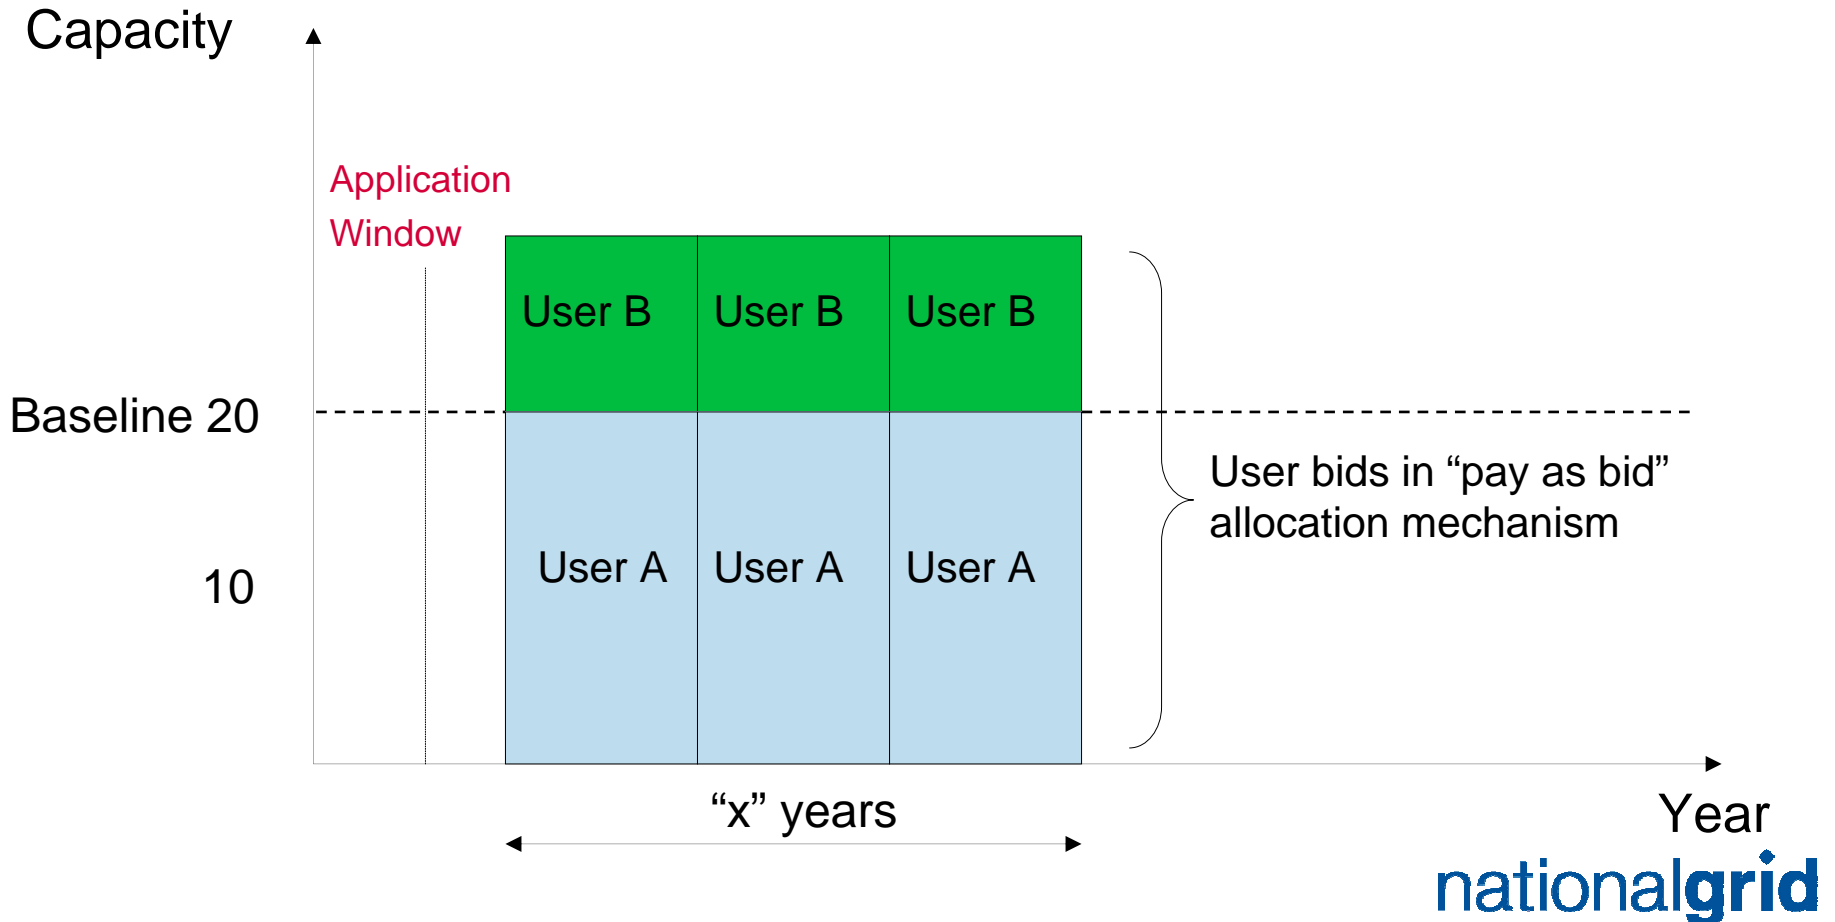 Capacity
Application
Window
User B
User B
User B
Baseline 20
User bids in “pay as bid”
allocation mechanism
User A
User A
User A
10
“x” years
Year
nationalgrid